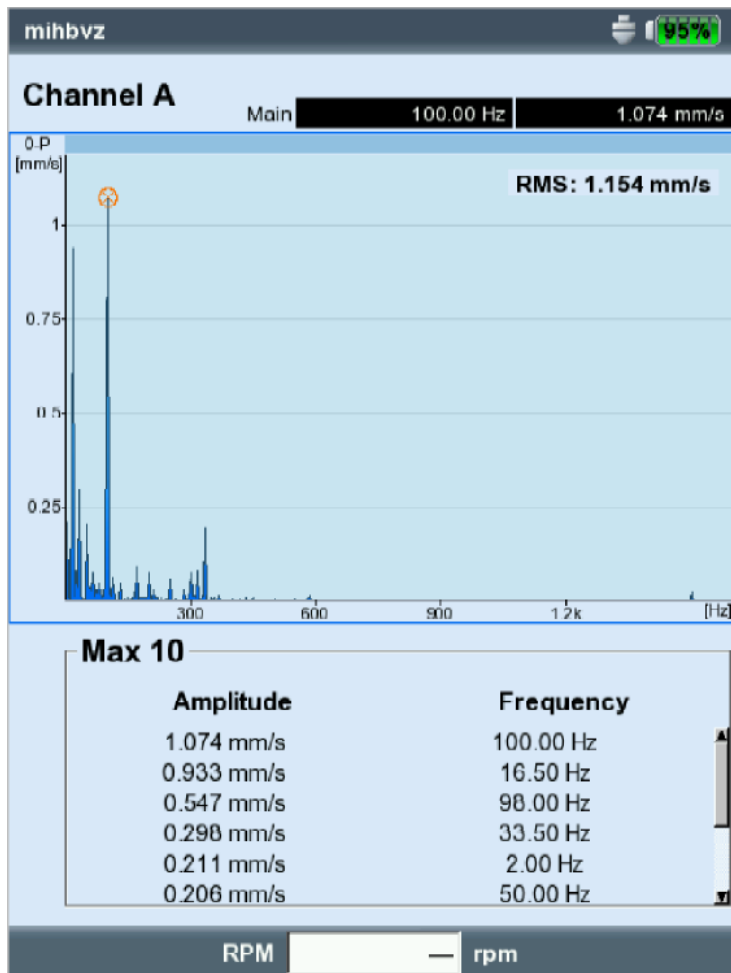 mihbvz 95%
Channel A
Main 100.00 Hz 1.074 mm/s
0-P
[mm/s]
RMS: 1.154 mm/s
1
0.75
0.5
0.25
300 600 900 1.2k [Hz]
Max 10
Amplitude Frequency
1.074 mm/s 100.00 Hz
0.933 mm/s 16.50 Hz
0.547 mm/s 98.00 Hz
0.298 mm/s 33.50 Hz
0.211 mm/s 2.00 Hz
0.206 mm/s 50.00 Hz
RPM — rpm